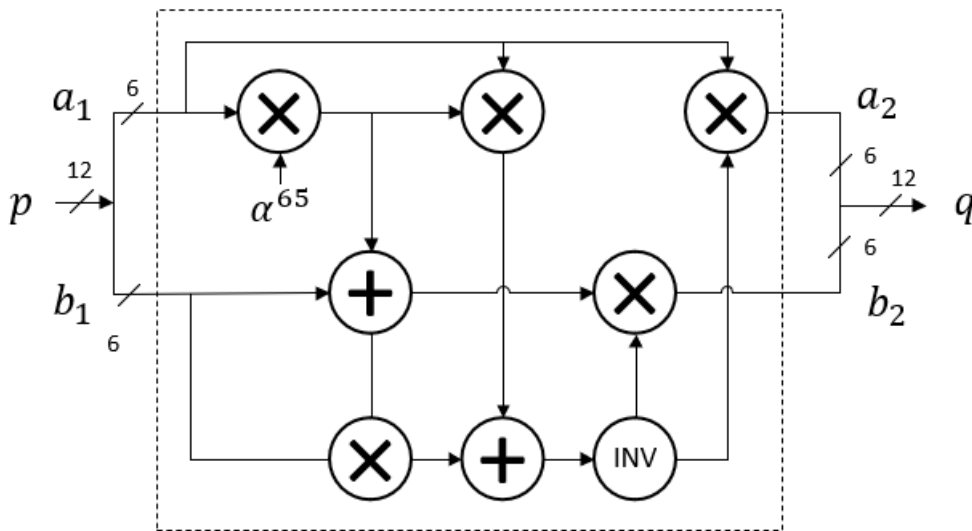 6
a₁ a₂
12 6 12
p α⁶⁵ q
6
b₁ b₂
6
INV